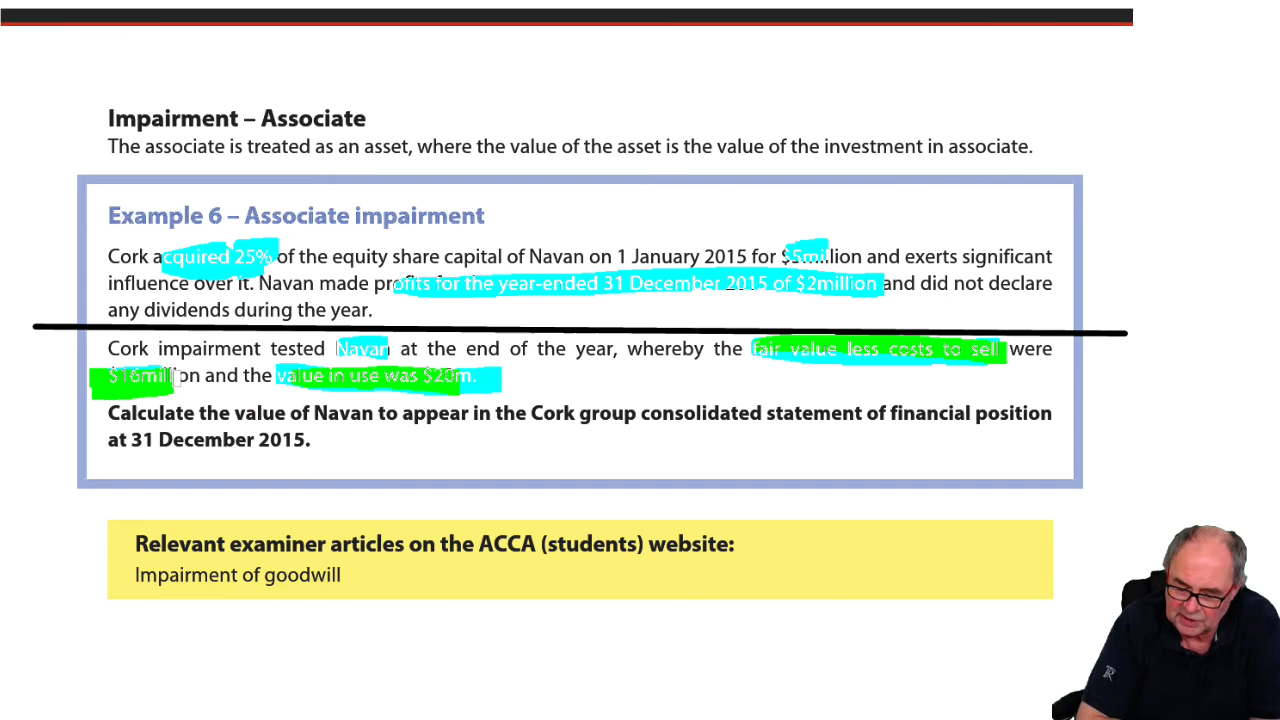 Impairment – Associate
The associate is treated as an asset, where the value of the asset is the value of the investment in associate.
Example 6 – Associate impairment
Cork acquired 25% of the equity share capital of Navan on 1 January 2015 for $5million and exerts significant
influence over it. Navan made profits for the year-ended 31 December 2015 of $2million and did not declare
any dividends during the year.
Cork impairment tested Navan at the end of the year, whereby the fair value less costs to sell were
$16million and the value in use was $20m.
Calculate the value of Navan to appear in the Cork group consolidated statement of financial position
at 31 December 2015.
Relevant examiner articles on the ACCA (students) website:
Impairment of goodwill